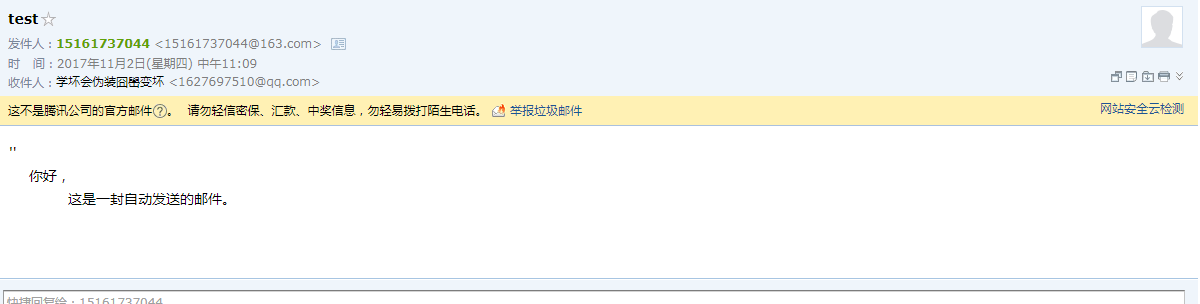 test☆
发件人：15161737044 <15161737044@163.com>
时 间：2017年11月2日(星期四) 中午11:09
收件人：学坏会伪装囧嚸变坏 <1627697510@qq.com>
这不是腾讯公司的官方邮件?。 请勿轻信密保、汇款、中奖信息，勿轻易拨打陌生电话。 举报垃圾邮件 网站安全云检测
"
你好，
这是一封自动发送的邮件。
快捷回复给：15161737044